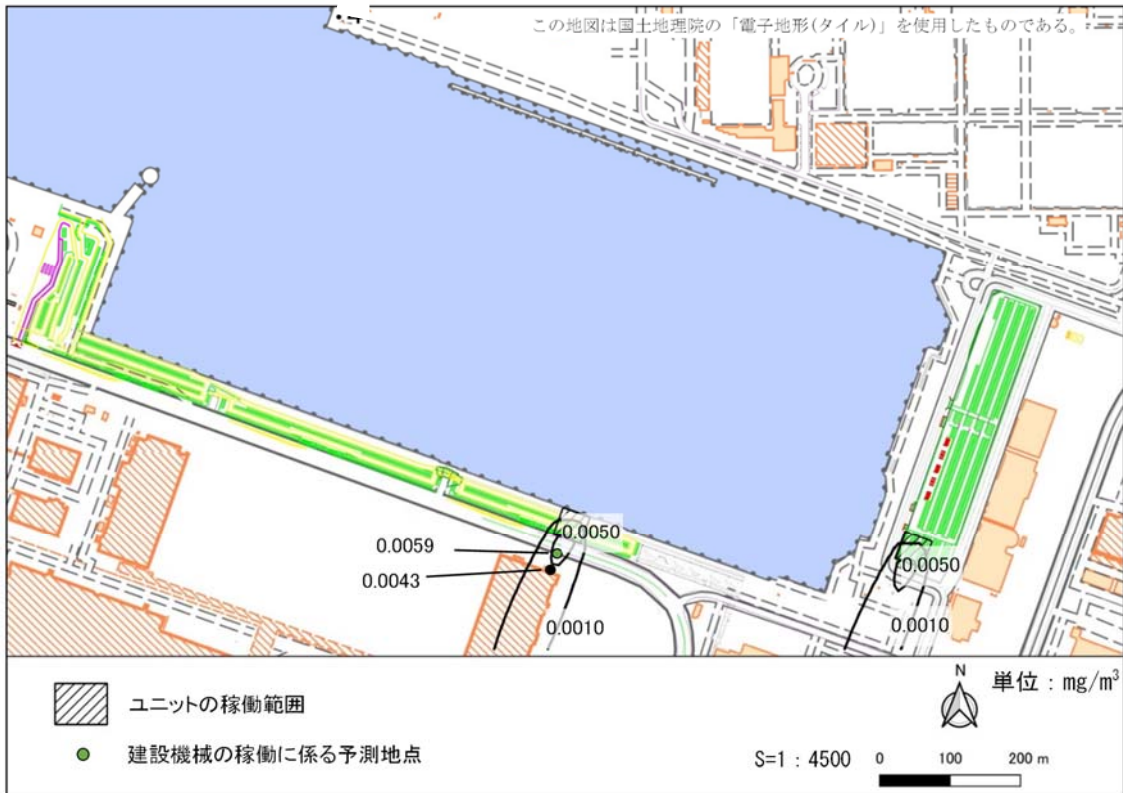 この地図は国土地理院の「電子地形(タイル)」を使用したものである。
0.0059
0.0050
0.0043
0.0010
0.0050
0.0010
ユニットの稼働範囲
建設機械の稼働に係る予測地点
N
単位：mg/m³
S=1：4500
0 100 200 m